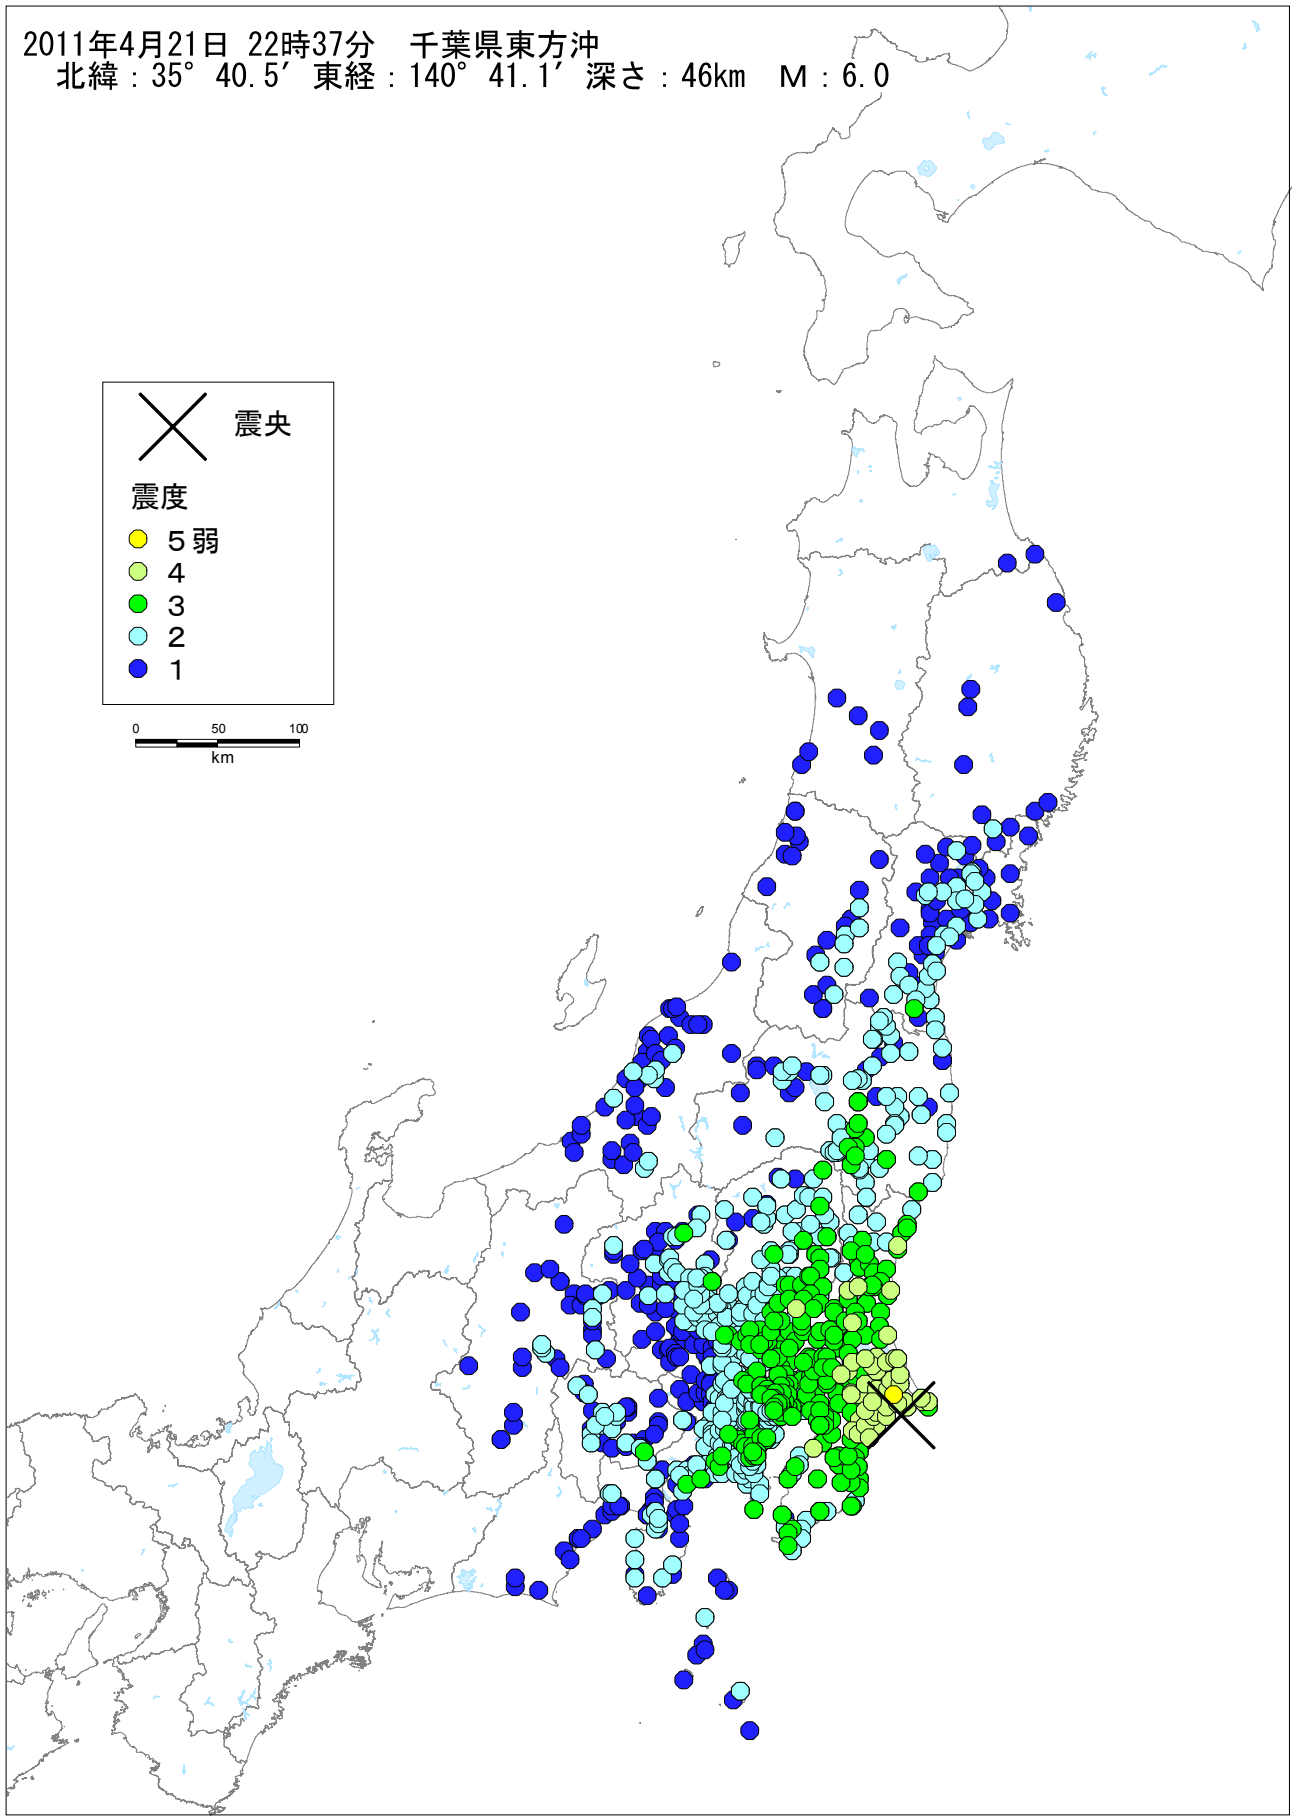 2011年4月21日 22時37分　千葉県東方沖
北緯：35° 40.5′ 東経：140° 41.1′ 深さ：46km　Ｍ：6.0
震央
震度
５弱
４
３
２
１
0 50 100
km